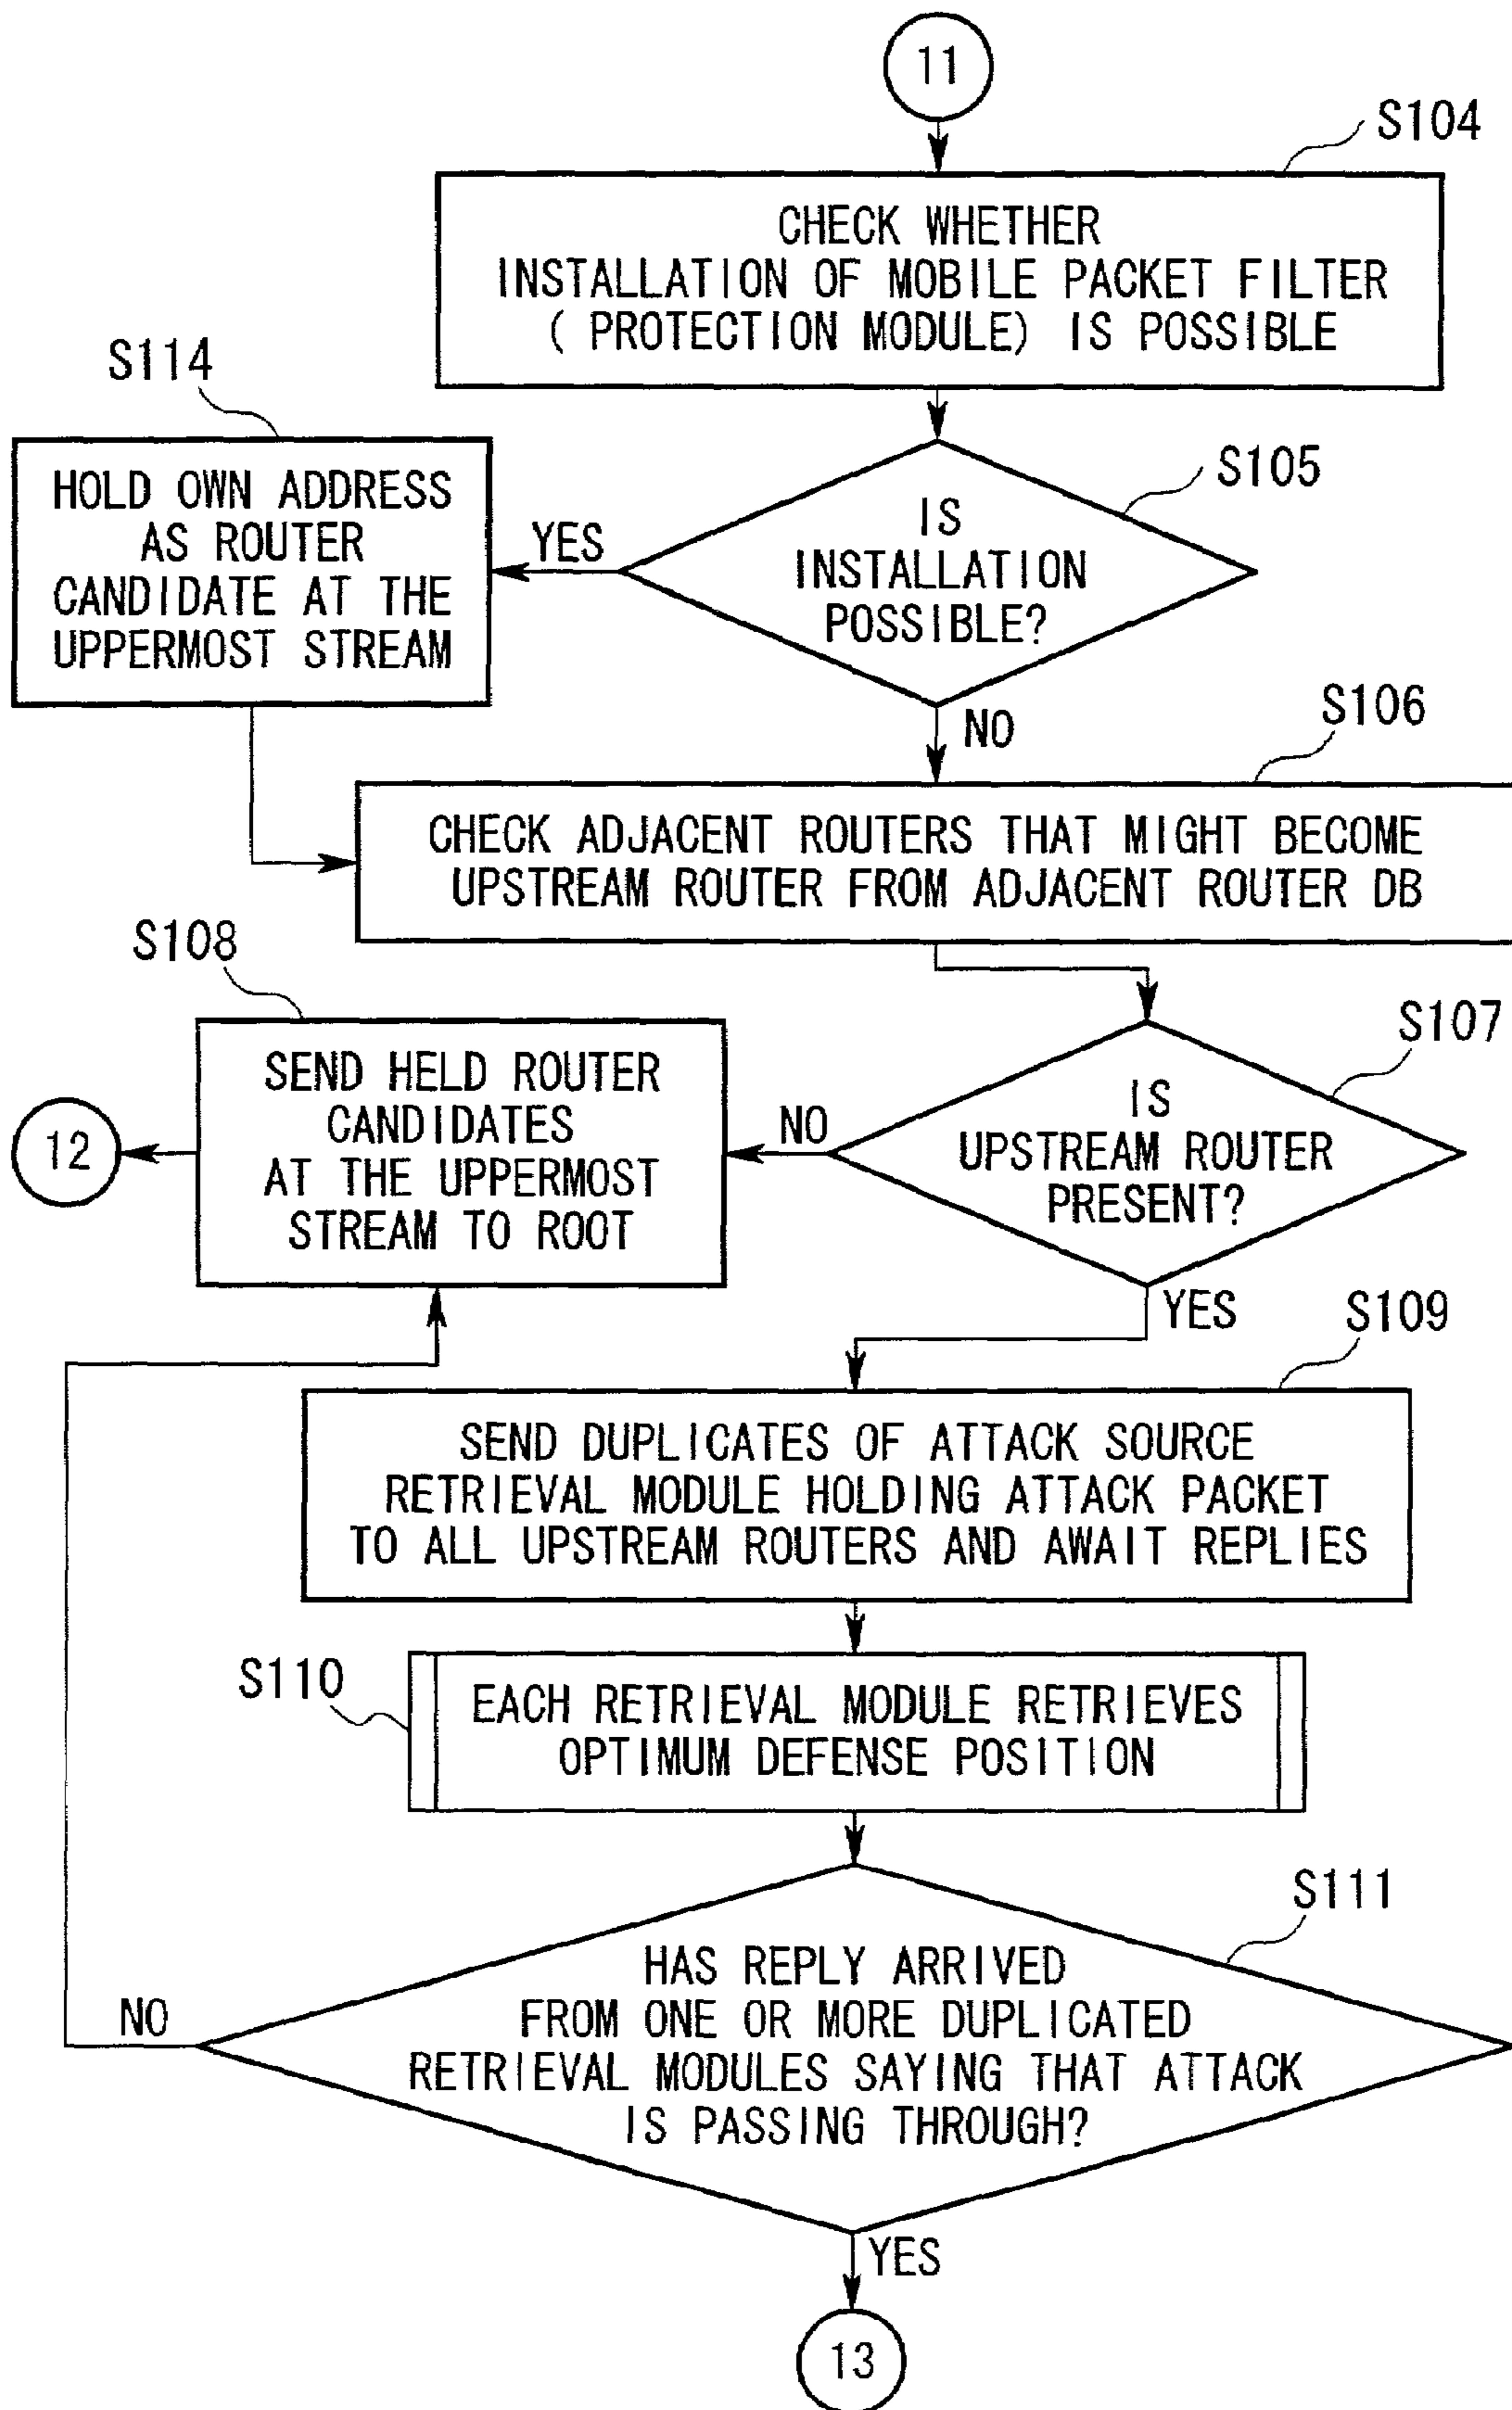 11
S104
CHECK WHETHER
INSTALLATION OF MOBILE PACKET FILTER
( PROTECTION MODULE) IS POSSIBLE
S114
HOLD OWN ADDRESS
AS ROUTER
CANDIDATE AT THE
UPPERMOST STREAM
YES
S105
IS
INSTALLATION
POSSIBLE?
NO
S106
CHECK ADJACENT ROUTERS THAT MIGHT BECOME
UPSTREAM ROUTER FROM ADJACENT ROUTER DB
S108
SEND HELD ROUTER
CANDIDATES
AT THE UPPERMOST
STREAM TO ROOT
12
NO
S107
IS
UPSTREAM ROUTER
PRESENT?
YES
S109
SEND DUPLICATES OF ATTACK SOURCE
RETRIEVAL MODULE HOLDING ATTACK PACKET
TO ALL UPSTREAM ROUTERS AND AWAIT REPLIES
S110
EACH RETRIEVAL MODULE RETRIEVES
OPTIMUM DEFENSE POSITION
S111
HAS REPLY ARRIVED
FROM ONE OR MORE DUPLICATED
RETRIEVAL MODULES SAYING THAT ATTACK
IS PASSING THROUGH?
NO
YES
13